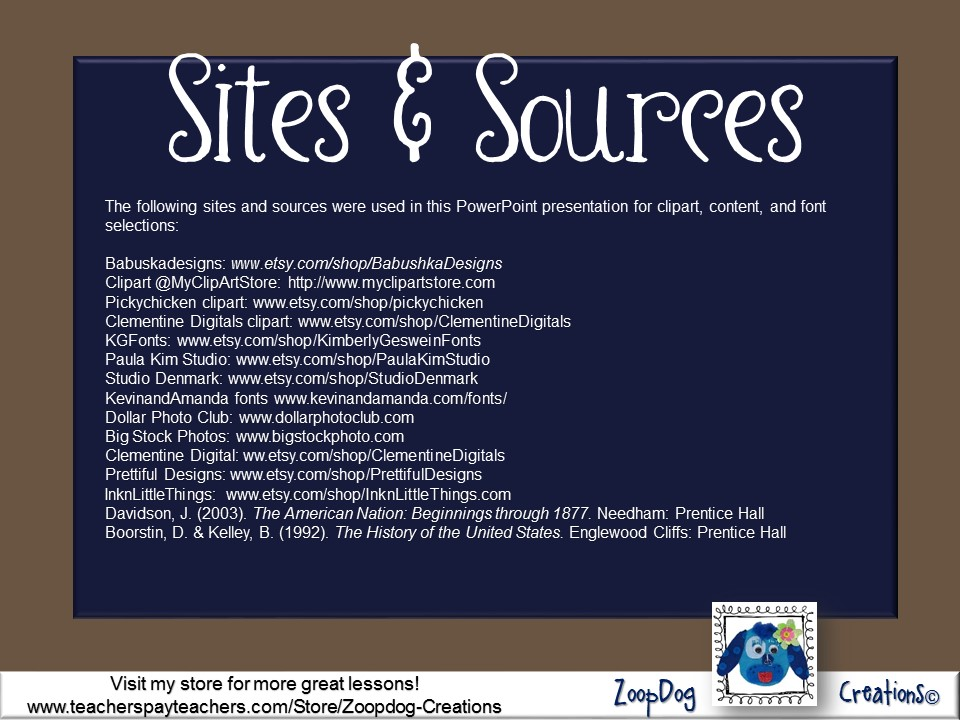 Sites & Sources
The following sites and sources were used in this PowerPoint presentation for clipart, content, and font
selections:
Babuskadesigns: www.etsy.com/shop/BabushkaDesigns
Clipart @MyClipArtStore: http://www.myclipartstore.com
Pickychicken clipart: www.etsy.com/shop/pickychicken
Clementine Digitals clipart: www.etsy.com/shop/ClementineDigitals
KGFonts: www.etsy.com/shop/KimberlyGesweinFonts
Paula Kim Studio: www.etsy.com/shop/PaulaKimStudio
Studio Denmark: www.etsy.com/shop/StudioDenmark
KevinandAmanda fonts www.kevinandamanda.com/fonts/
Dollar Photo Club: www.dollarphotoclub.com
Big Stock Photos: www.bigstockphoto.com
Clementine Digital: ww.etsy.com/shop/ClementineDigitals
Prettiful Designs: www.etsy.com/shop/PrettifulDesigns
InknLittleThings:  www.etsy.com/shop/InknLittleThings.com
Davidson, J. (2003). The American Nation: Beginnings through 1877. Needham: Prentice Hall
Boorstin, D. & Kelley, B. (1992). The History of the United States. Englewood Cliffs: Prentice Hall
Visit my store for more great lessons!
www.teacherspayteachers.com/Store/Zoopdog-Creations
ZoopDog Creations©